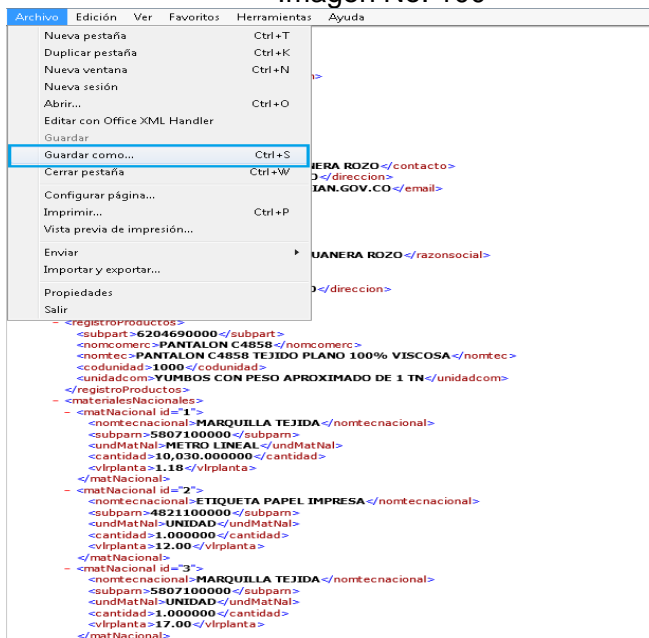 Imagen No. 100
Archivo Edición Ver Favoritos Herramientas Ayuda
Nueva pestaña Ctrl+T
Duplicar pestaña Ctrl+K
Nueva ventana Ctrl+N
Nueva sesión
Abrir... Ctrl+O
Editar con Office XML Handler
Guardar
Guardar como... Ctrl+S
NERA ROZO</contacto>
Cerrar pestaña Ctrl+W
O</direccion>
IAN.GOV.CO</email>
Configurar página...
Imprimir... Ctrl+P
Vista previa de impresión...
Enviar
UANERA ROZO</razonsocial>
Importar y exportar...
Propiedades
O</direccion>
Salir
- <registroProductos>
<subpart>6204690000</subpart>
<nomcomerc>PANTALON C4858</nomcomerc>
<nomtec>PANTALON C4858 TEJIDO PLANO 100% VISCOSA</nomtec>
<codunidad>1000</codunidad>
<unidadcom>YUMBOS CON PESO APROXIMADO DE 1 TN</unidadcom>
</registroProductos>
- <materialesNacionales>
- <matNacional id="1">
<nomtecnacional>MARQUILLA TEJIDA</nomtecnacional>
<subparn>5807100000</subparn>
<undMatNal>METRO LINEAL</undMatNal>
<cantidad>10,030.000000</cantidad>
<vlrplanta>1.18</vlrplanta>
</matNacional>
- <matNacional id="2">
<nomtecnacional>ETIQUETA PAPEL IMPRESA</nomtecnacional>
<subparn>4821100000</subparn>
<undMatNal>UNIDAD</undMatNal>
<cantidad>1.000000</cantidad>
<vlrplanta>12.00</vlrplanta>
</matNacional>
- <matNacional id="3">
<nomtecnacional>MARQUILLA TEJIDA</nomtecnacional>
<subparn>5807100000</subparn>
<undMatNal>UNIDAD</undMatNal>
<cantidad>1.000000</cantidad>
<vlrplanta>17.00</vlrplanta>
</matNacional>